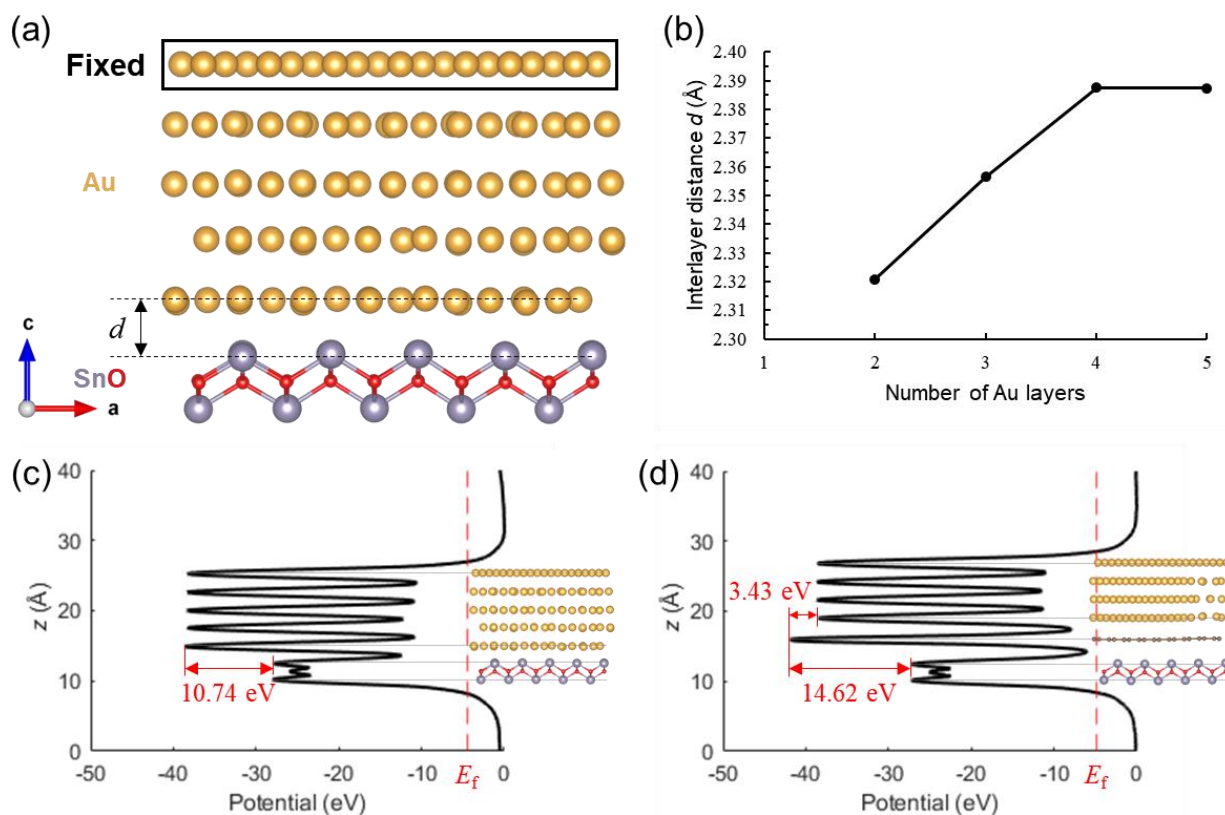 (a)
Fixed
Au
d
c
SnO
a
(b)
2.40
2.39
2.38
2.37
2.36
2.35
2.34
2.33
2.32
2.31
2.30
Interlayer distance d (Å)
1 2 3 4 5
Number of Au layers
(c)
40
30
20
10
0
z (Å)
10.74 eV
-50 -40 -30 -20 -10 0
Ef
Potential (eV)
(d)
40
30
20
10
0
z (Å)
3.43 eV
14.62 eV
-50 -40 -30 -20 -10 0
Ef
Potential (eV)